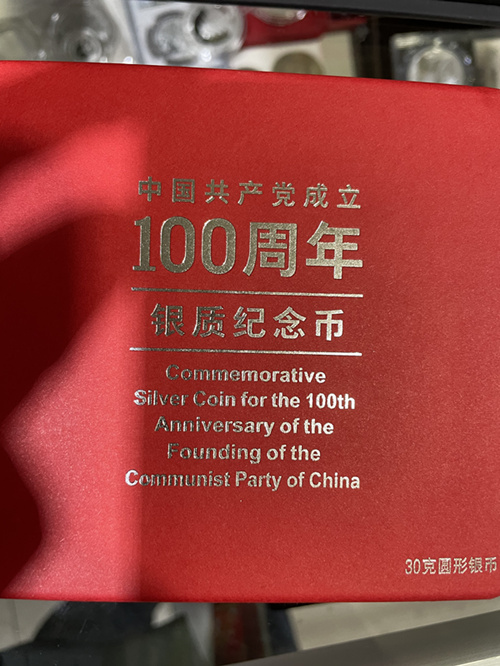 中国共产党成立
100周年
银质纪念币
Commemorative
Silver Coin for the 100th
Anniversary of the
Founding of the
Communist Party of China
30克圆形银币